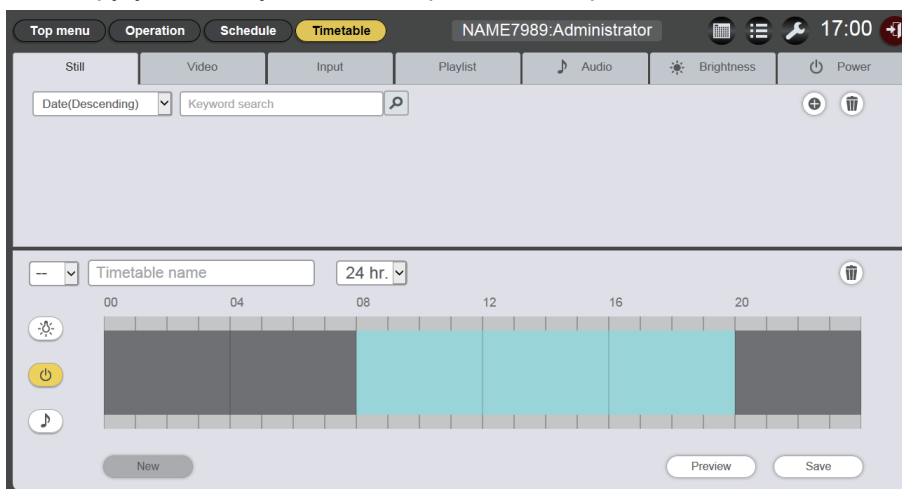 Top menu Operation Schedule Timetable NAME7989:Administrator 17:00
Still Video Input Playlist Audio Brightness Power
Date(Descending) Keyword search
-- Timetable name 24 hr.
00 04 08 12 16 20
New Preview Save